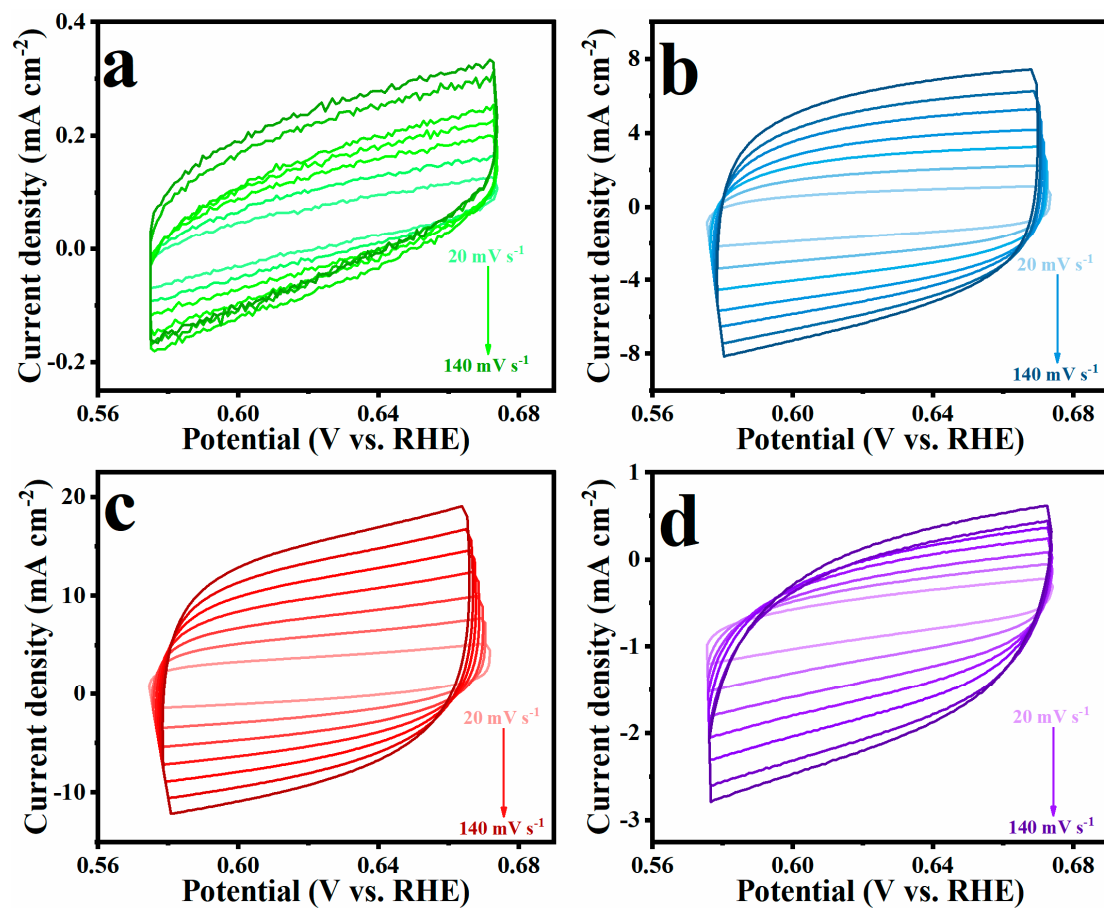 a
Current density (mA cm⁻²)
0.4
0.2
0.0
-0.2
20 mV s⁻¹
140 mV s⁻¹
0.56
0.60
0.64
0.68
Potential (V vs. RHE)
b
Current density (mA cm⁻²)
8
4
0
-4
-8
20 mV s⁻¹
140 mV s⁻¹
0.56
0.60
0.64
0.68
Potential (V vs. RHE)
c
Current density (mA cm⁻²)
20
10
0
-10
20 mV s⁻¹
140 mV s⁻¹
0.56
0.60
0.64
0.68
Potential (V vs. RHE)
d
Current density (mA cm⁻²)
1
0
-1
-2
-3
20 mV s⁻¹
140 mV s⁻¹
0.56
0.60
0.64
0.68
Potential (V vs. RHE)